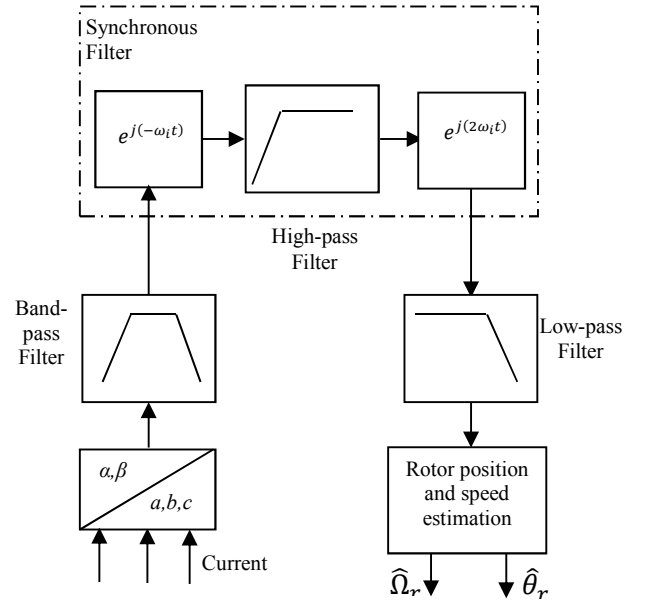 Synchronous
Filter
e^{j(-ω_i t)}
e^{j(2ω_i t)}
High-pass
Filter
Band-
pass
Filter
Low-pass
Filter
α,β
a,b,c
Rotor position
and speed
estimation
Current
Ω̂_r
θ̂_r